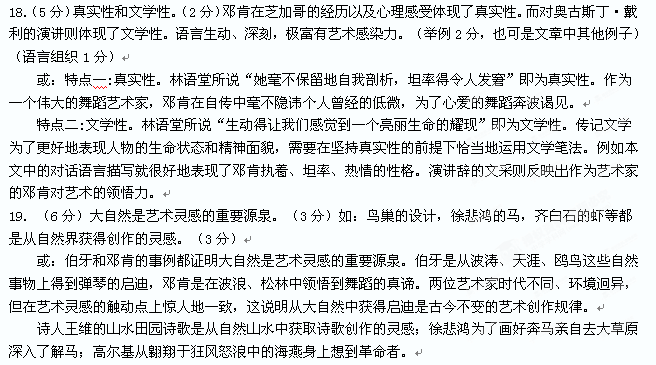 18.(5分)真实性和文学性。(2分)邓肯在芝加哥的经历以及心理感受体现了真实性。而对奥古斯丁·戴
利的演讲则体现了文学性。语言生动、深刻，极富有艺术感染力。（举例2分，也可是文章中其他例子）
(语言组织1分)
或：特点一:真实性。林语堂所说“她毫不保留地自我剖析，坦率得令人发窘”即为真实性。作为
一个伟大的舞蹈艺术家，邓肯在自传中毫不隐讳个人曾经的低微，为了心爱的舞蹈奔波谒见。
特点二:文学性。林语堂所说“生动得让我们感觉到一个亮丽生命的耀现”即为文学性。传记文学
为了更好地表现人物的生命状态和精神面貌，需要在坚持真实性的前提下恰当地运用文学笔法。例如本
文中的对话语言描写就很好地表现了邓肯执着、坦率、热情的性格。演讲辞的文采则反映出作为艺术家
的邓肯对艺术的领悟力。
19. （6分）大自然是艺术灵感的重要源泉。（3分）如：鸟巢的设计，徐悲鸿的马，齐白石的虾等都
是从自然界获得创作的灵感。（3分）
或：伯牙和邓肯的事例都证明大自然是艺术灵感的重要源泉。伯牙是从波涛、天涯、鸥鸟这些自然
事物上得到弹琴的启迪，邓肯是在波浪、松林中领悟到舞蹈的真谛。两位艺术家时代不同、环境迥异，
但在艺术灵感的触动点上惊人地一致，这说明从大自然中获得启迪是古今不变的艺术创作规律。
诗人王维的山水田园诗歌是从自然山水中获取诗歌创作的灵感；徐悲鸿为了画好奔马亲自去大草原
深入了解马；高尔基从翱翔于狂风怒浪中的海燕身上想到革命者。